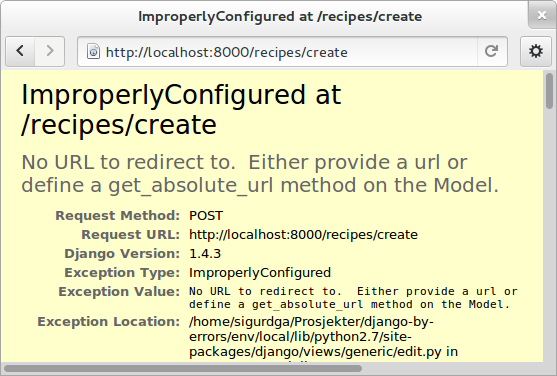 ImproperlyConfigured at /recipes/create
http://localhost:8000/recipes/create
ImproperlyConfigured at
/recipes/create
No URL to redirect to.  Either provide a url or
define a get_absolute_url method on the Model.
Request Method: POST
Request URL: http://localhost:8000/recipes/create
Django Version: 1.4.3
Exception Type: ImproperlyConfigured
Exception Value: No URL to redirect to.  Either provide a url or
define a get_absolute_url method on the Model.
Exception Location: /home/sigurdga/Prosjekter/django-by-
errors/env/local/lib/python2.7/site-
packages/django/views/generic/edit.py in